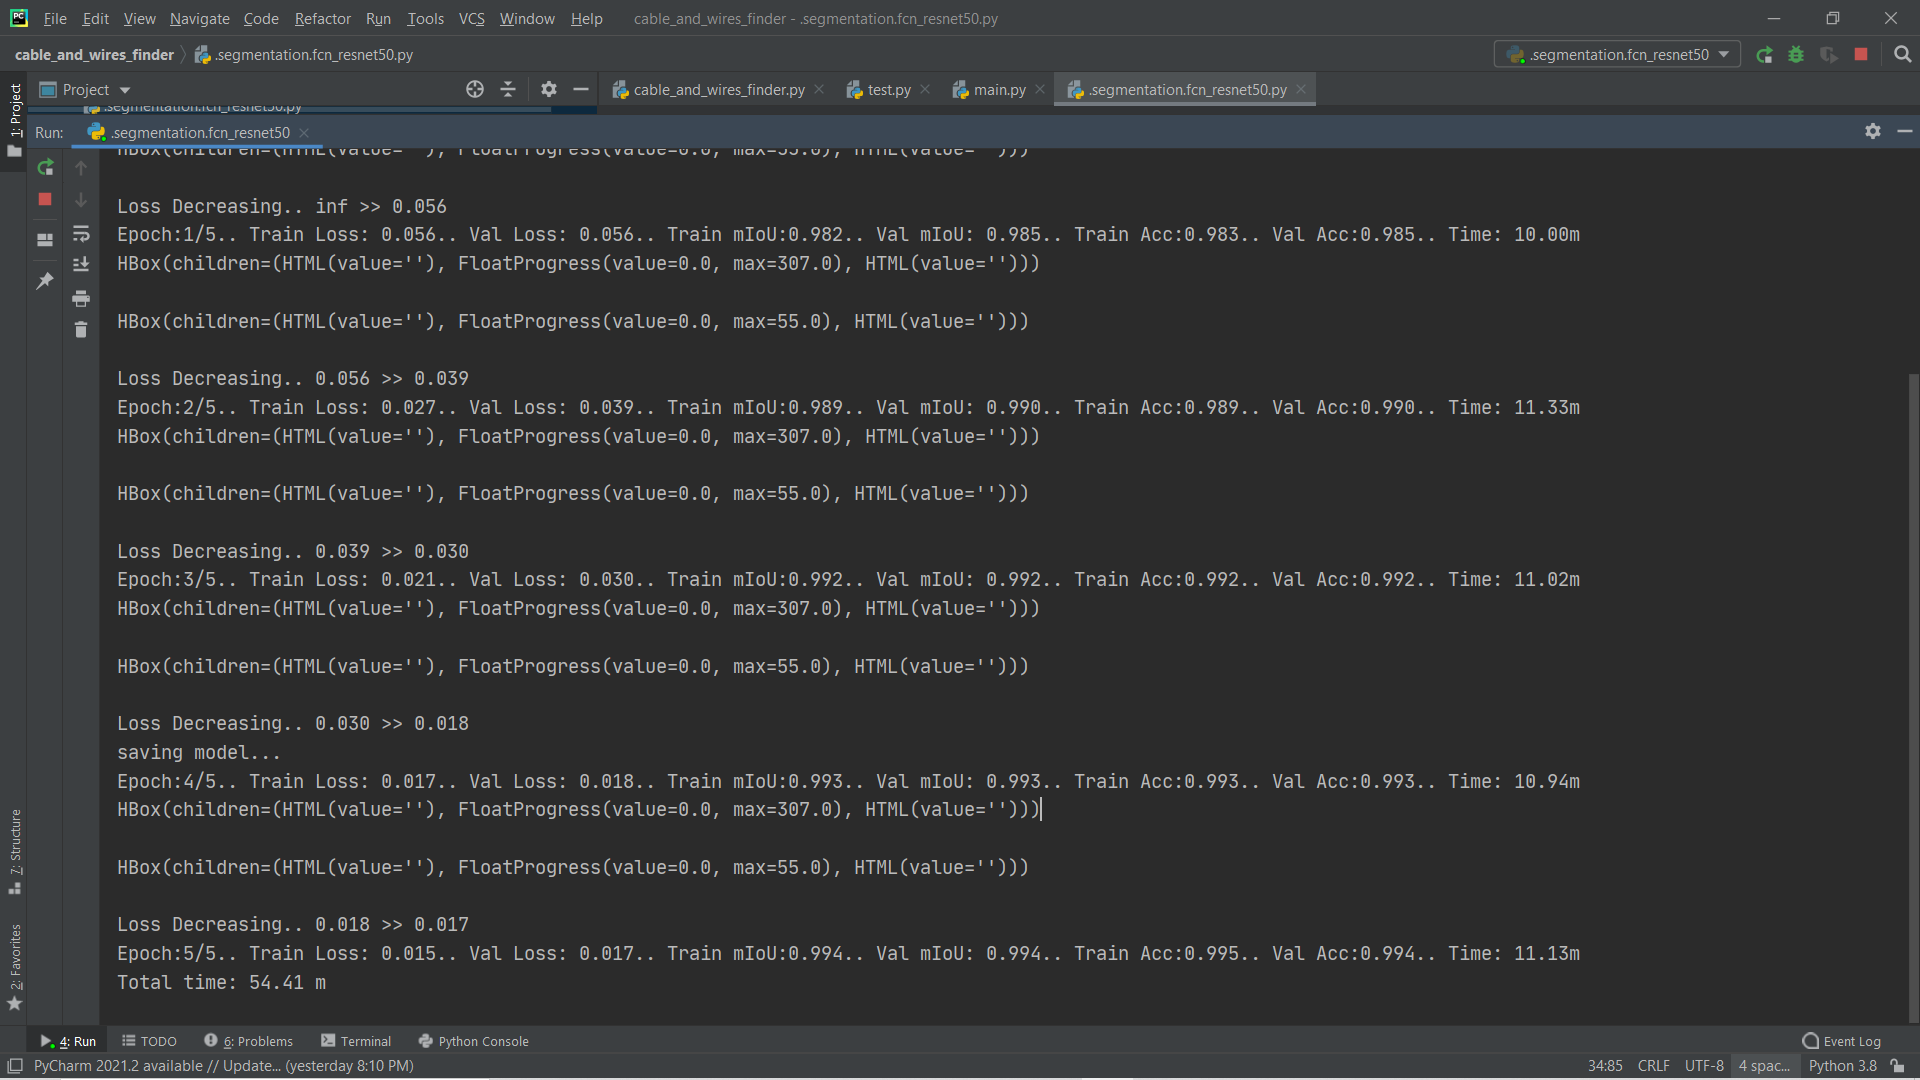 File Edit View Navigate Code Refactor Run Tools VCS Window Help cable_and_wires_finder - .segmentation.fcn_resnet50.py
cable_and_wires_finder .segmentation.fcn_resnet50.py .segmentation.fcn_resnet50
1: Project
Project cable_and_wires_finder.py test.py main.py .segmentation.fcn_resnet50.py
.segmentation.fcn_resnet50.py
Run: .segmentation.fcn_resnet50
HBox(children=(HTML(value=''), FloatProgress(value=0.0, max=55.0), HTML(value='')))
Loss Decreasing.. inf >> 0.056
Epoch:1/5.. Train Loss: 0.056.. Val Loss: 0.056.. Train mIoU:0.982.. Val mIoU: 0.985.. Train Acc:0.983.. Val Acc:0.985.. Time: 10.00m
HBox(children=(HTML(value=''), FloatProgress(value=0.0, max=307.0), HTML(value='')))
HBox(children=(HTML(value=''), FloatProgress(value=0.0, max=55.0), HTML(value='')))
Loss Decreasing.. 0.056 >> 0.039
Epoch:2/5.. Train Loss: 0.027.. Val Loss: 0.039.. Train mIoU:0.989.. Val mIoU: 0.990.. Train Acc:0.989.. Val Acc:0.990.. Time: 11.33m
HBox(children=(HTML(value=''), FloatProgress(value=0.0, max=307.0), HTML(value='')))
HBox(children=(HTML(value=''), FloatProgress(value=0.0, max=55.0), HTML(value='')))
Loss Decreasing.. 0.039 >> 0.030
Epoch:3/5.. Train Loss: 0.021.. Val Loss: 0.030.. Train mIoU:0.992.. Val mIoU: 0.992.. Train Acc:0.992.. Val Acc:0.992.. Time: 11.02m
HBox(children=(HTML(value=''), FloatProgress(value=0.0, max=307.0), HTML(value='')))
HBox(children=(HTML(value=''), FloatProgress(value=0.0, max=55.0), HTML(value='')))
Loss Decreasing.. 0.030 >> 0.018
saving model...
Epoch:4/5.. Train Loss: 0.017.. Val Loss: 0.018.. Train mIoU:0.993.. Val mIoU: 0.993.. Train Acc:0.993.. Val Acc:0.993.. Time: 10.94m
HBox(children=(HTML(value=''), FloatProgress(value=0.0, max=307.0), HTML(value='')))
HBox(children=(HTML(value=''), FloatProgress(value=0.0, max=55.0), HTML(value='')))
Loss Decreasing.. 0.018 >> 0.017
Epoch:5/5.. Train Loss: 0.015.. Val Loss: 0.017.. Train mIoU:0.994.. Val mIoU: 0.994.. Train Acc:0.995.. Val Acc:0.994.. Time: 11.13m
Total time: 54.41 m
7: Structure
2: Favorites
4: Run TODO 6: Problems Terminal Python Console Event Log
PyCharm 2021.2 available // Update... (yesterday 8:10 PM) 34:85 CRLF UTF-8 4 spac... Python 3.8